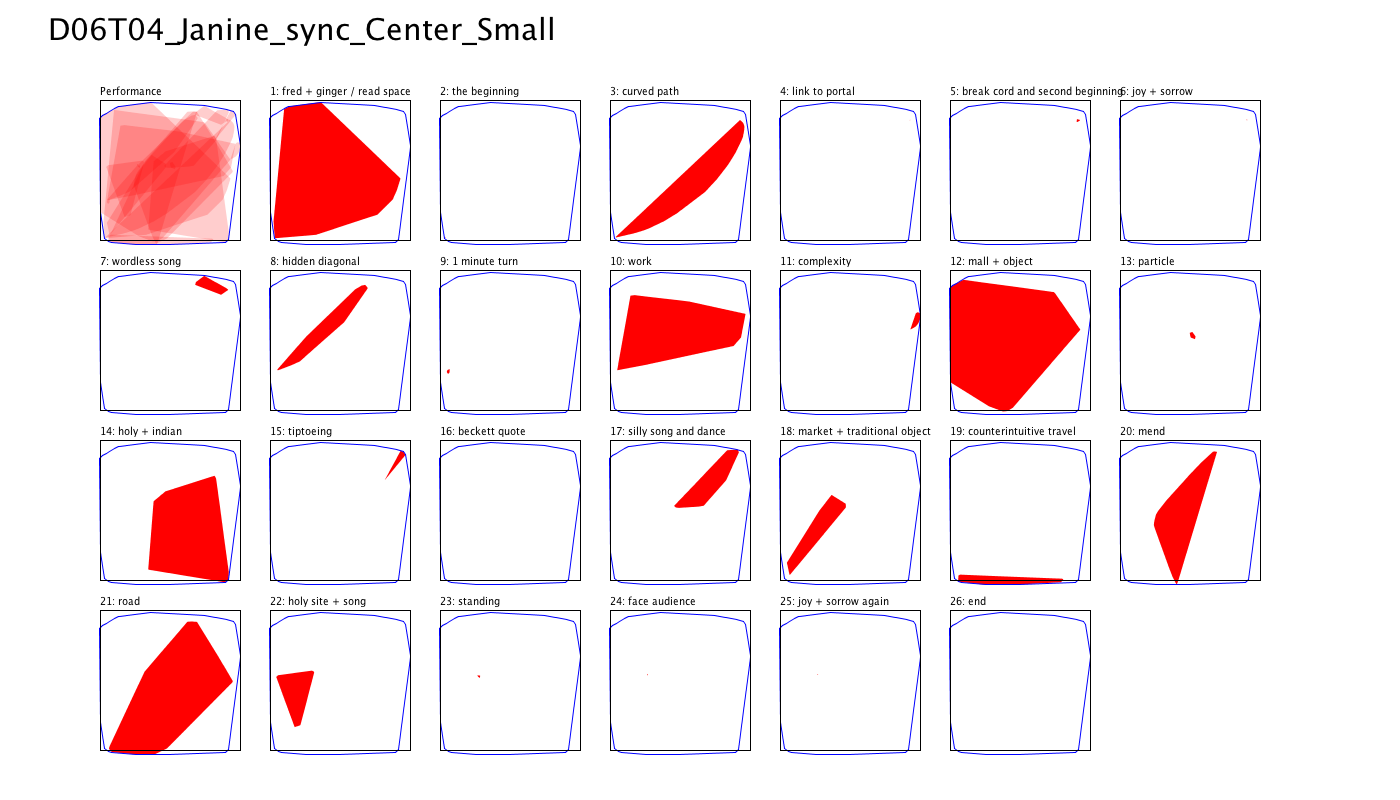 D06T04_Janine_sync_Center_Small
Performance
1: fred + ginger / read space
2: the beginning
3: curved path
4: link to portal
5: break cord and second beginning
6: joy + sorrow
7: wordless song
8: hidden diagonal
9: 1 minute turn
10: work
11: complexity
12: mall + object
13: particle
14: holy + indian
15: tiptoeing
16: beckett quote
17: silly song and dance
18: market + traditional object
19: counterintuitive travel
20: mend
21: road
22: holy site + song
23: standing
24: face audience
25: joy + sorrow again
26: end